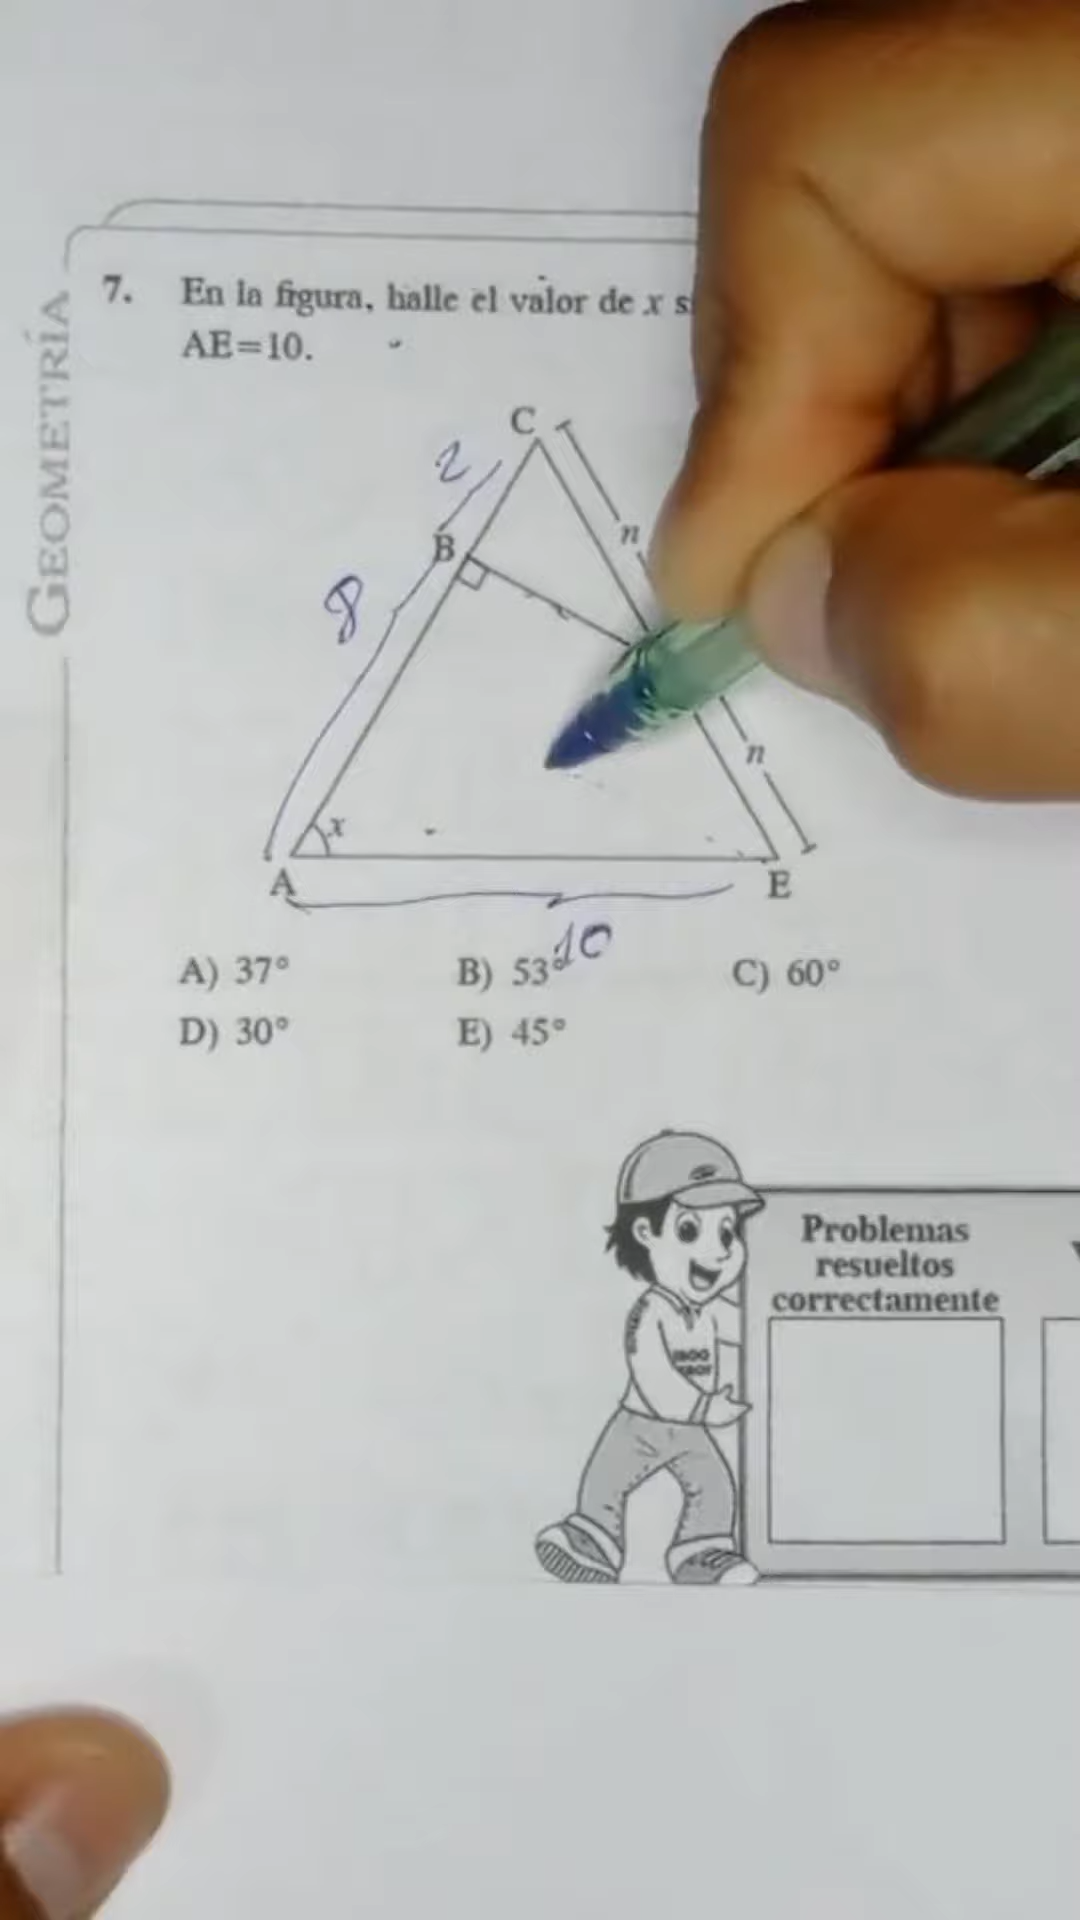 GEOMETRÍA
7. En la figura, halle el valor de x
AE=10.
C
2
B
8
n
n
x
A
E
10
A) 37°
B) 53°
C) 60°
D) 30°
E) 45°
Problemas
resueltos
correctamente